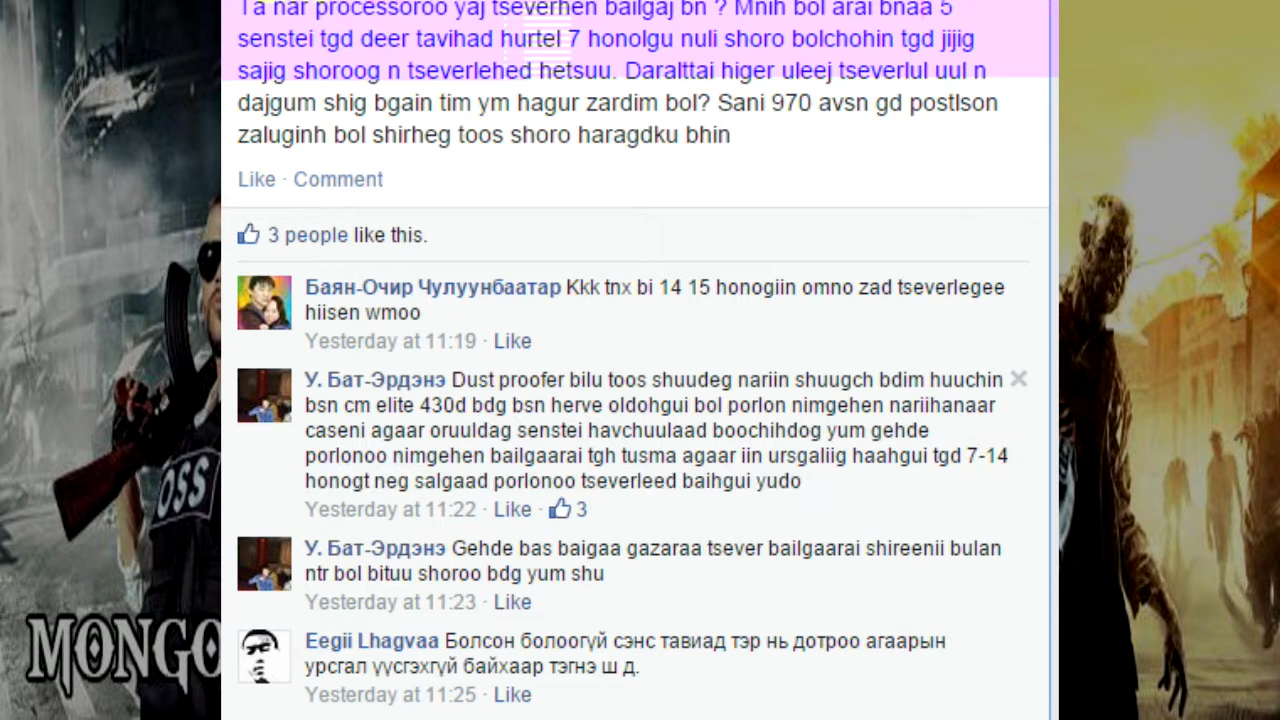 Ta nar processoroo yaj tseverhen bailgaj bn ? Mnih bol arai bnaa 5
senstei tgd deer tavihad hurtel 7 honolgu nuli shoro bolchohin tgd jijig
sajig shoroog n tseverlehed hetsuu. Daralttai higer uleej tseverlul uul n
dajgum shig bgain tim ym hagur zardim bol? Sani 970 avsn gd postlson
zaluginh bol shirheg toos shoro haragdku bhin
Like · Comment
3 people like this.
Баян-Очир Чулуунбаатар Kkk tnx bi 14 15 honogiin omno zad tseverlegee
hiisen wmoo
Yesterday at 11:19 · Like
У. Бат-Эрдэнэ Dust proofer bilu toos shuudeg nariin shuugch bdim huuchin
bsn cm elite 430d bdg bsn herve oldohgui bol porlon nimgehen nariihanaar
caseni agaar oruuldag senstei havchuulaad boochihdog yum gehde
porlonoo nimgehen bailgaarai tgh tusma agaar iin ursgaliig haahgui tgd 7-14
honogt neg salgaad porlonoo tseverleed baihgui yudo
Yesterday at 11:22 · Like · 3
У. Бат-Эрдэнэ Gehde bas baigaa gazaraa tsever bailgaarai shireenii bulan
ntr bol bituu shoroo bdg yum shu
Yesterday at 11:23 · Like
Eegii Lhagvaa Болсон болоогүй сэнс тавиад тэр нь дотроо агаарын
урсгал үүсгэхгүй байхаар тэгнэ ш д.
Yesterday at 11:25 · Like
OSS
MONGO